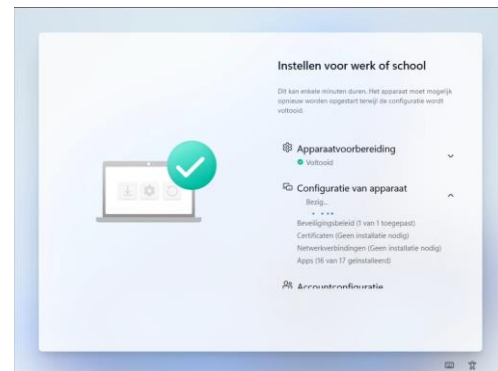 Instellen voor werk of school
Dit kan enkele minuten duren. Het apparaat moet mogelijk
opnieuw worden opgestart terwijl de configuratie wordt
voltooid.
Apparaatvoorbereiding
Voltooid
Configuratie van apparaat
Bezig...
Beveiligingsbeleid (1 van 1 toegepast)
Certificaten (Geen installatie nodig)
Netwerkverbindingen (Geen installatie nodig)
Apps (16 van 17 geïnstalleerd)
Accountconfiguratie